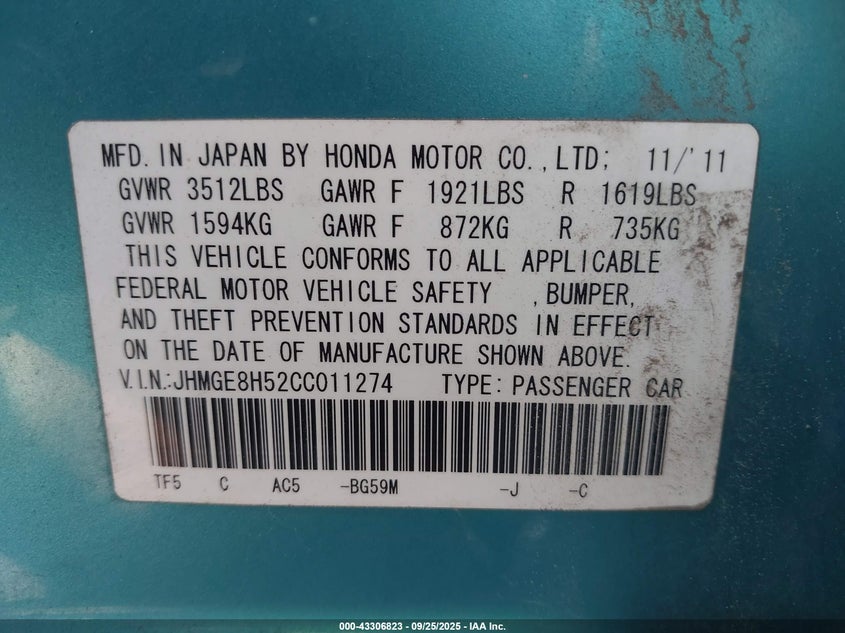 MFD. IN JAPAN BY HONDA MOTOR CO.,LTD; 11/'11
GVWR 3512LBS GAWR F 1921LBS R 1619LBS
GVWR 1594KG GAWR F 872KG R 735KG
THIS VEHICLE CONFORMS TO ALL APPLICABLE
FEDERAL MOTOR VEHICLE SAFETY , BUMPER,
AND THEFT PREVENTION STANDARDS IN EFFECT
ON THE DATE OF MANUFACTURE SHOWN ABOVE.
V.I.N.:JHMGE8H52CC011274 TYPE: PASSENGER CAR
TF5 C AC5 -BG59M -J -C
000-43306823 - 09/25/2025 - IAA Inc.